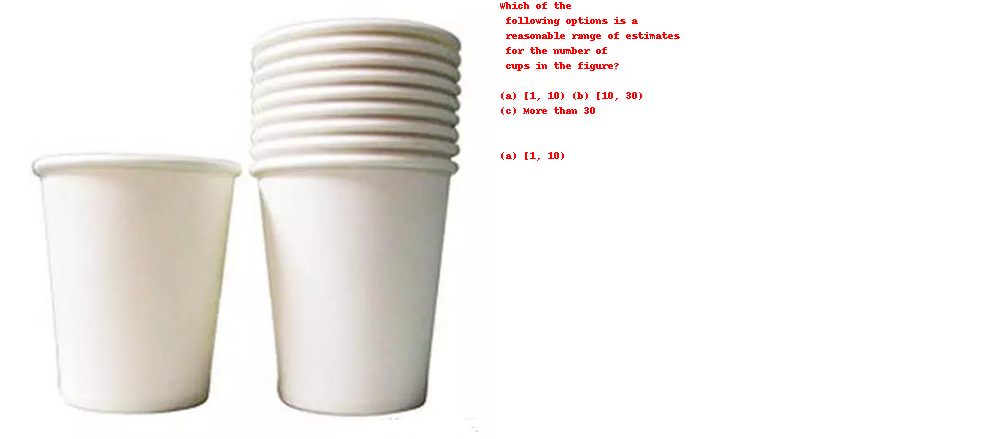 Which of the
following options is a
reasonable range of estimates
for the number of
cups in the figure?
(a) [1, 10) (b) [10, 30)
(c) More than 30
(a) [1, 10)